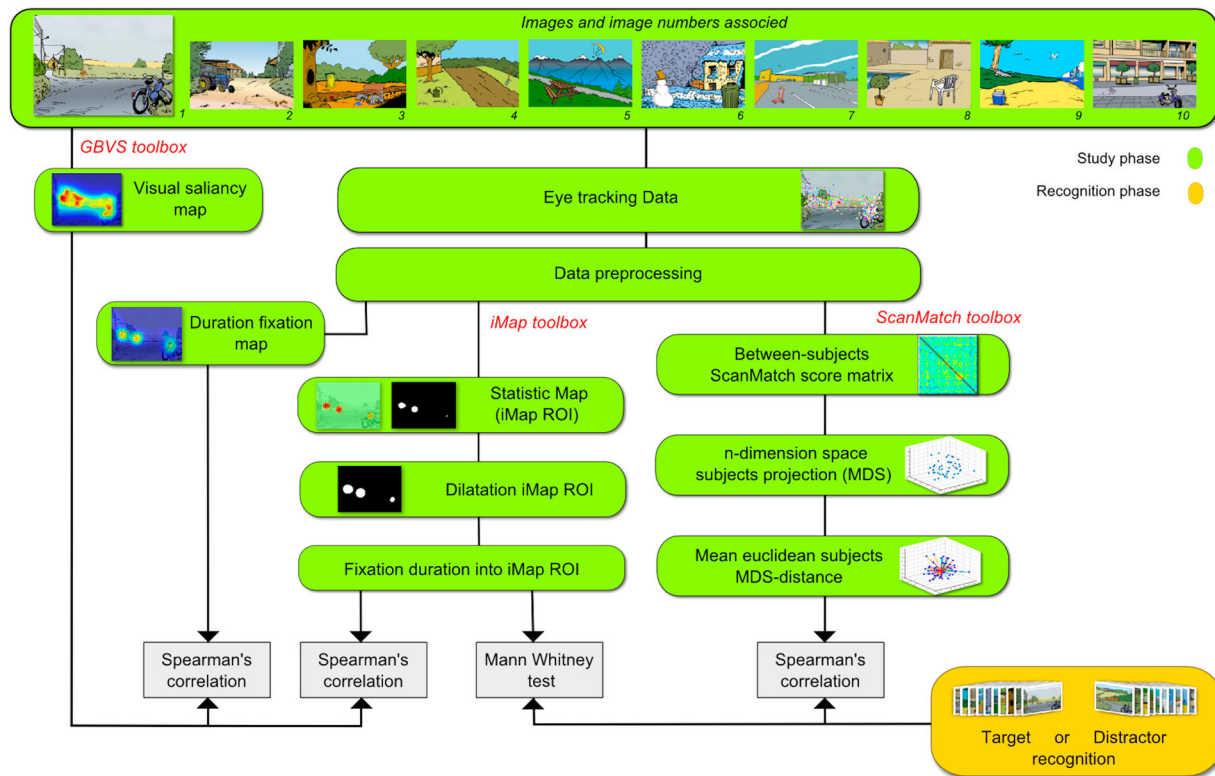 Images and image numbers associed
1 2 3 4 5 6 7 8 9 10
GBVS toolbox
Visual saliancy
map
Eye tracking Data
Study phase
Recognition phase
Data preprocessing
Duration fixation
map
iMap toolbox
ScanMatch toolbox
Between-subjects
ScanMatch score matrix
Statistic Map
(iMap ROI)
n-dimension space
subjects projection (MDS)
Dilatation iMap ROI
Mean euclidean subjects
MDS-distance
Fixation duration into iMap ROI
Spearman's
correlation
Spearman's
correlation
Mann Whitney
test
Spearman's
correlation
Target or Distractor
recognition